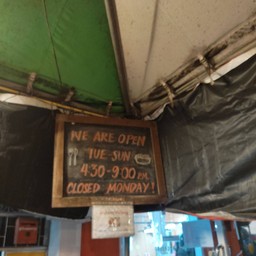 WE ARE OPEN
TUE-SUN
4:30-9:00 PM
CLOSED MONDAY!